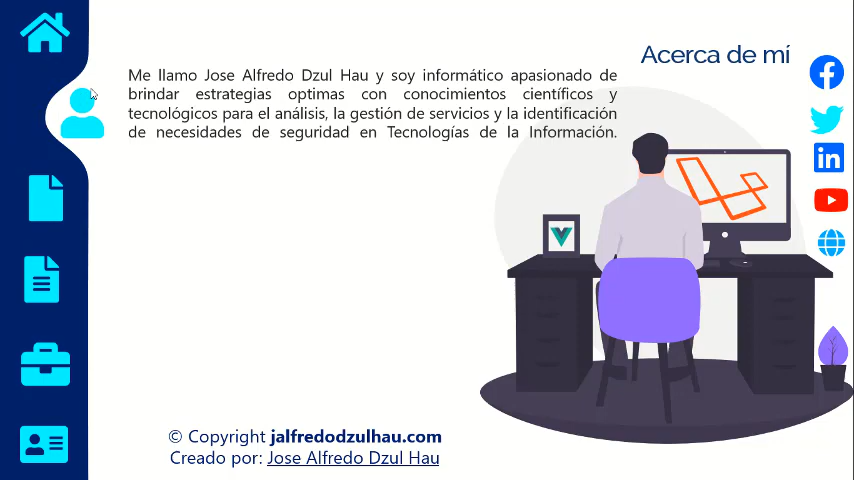 Acerca de mí
Me llamo Jose Alfredo Dzul Hau y soy informático apasionado de
brindar estrategias optimas con conocimientos científicos y
tecnológicos para el análisis, la gestión de servicios y la identificación
de necesidades de seguridad en Tecnologías de la Información.
© Copyright jalfredodzulhau.com
Creado por: Jose Alfredo Dzul Hau